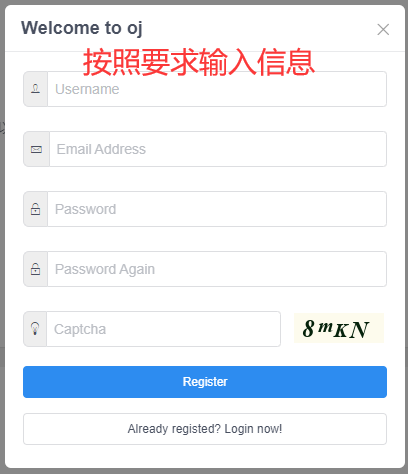 Welcome to oj
按照要求输入信息
Username
Email Address
Password
Password Again
Captcha
8mKN
Register
Already registed? Login now!